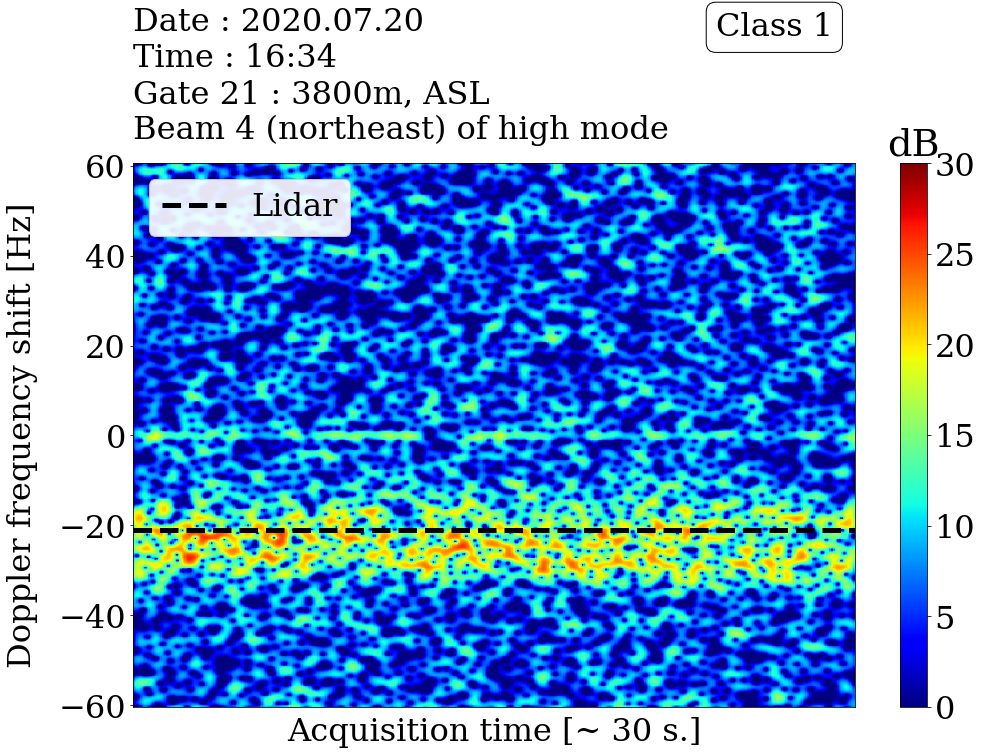 Date : 2020.07.20
Time : 16:34
Gate 21 : 3800m, ASL
Beam 4 (northeast) of high mode
Class 1
dB
Lidar
Doppler frequency shift [Hz]
60
40
20
0
−20
−40
−60
Acquisition time [~ 30 s.]
30
25
20
15
10
5
0